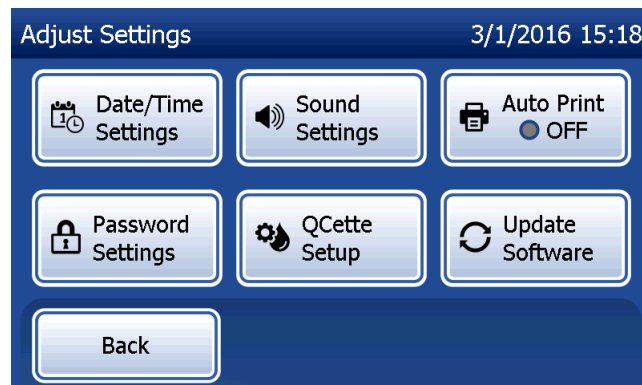 Adjust Settings 3/1/2016 15:18
Date/Time
Settings
Sound
Settings
Auto Print
OFF
Password
Settings
QCette
Setup
Update
Software
Back